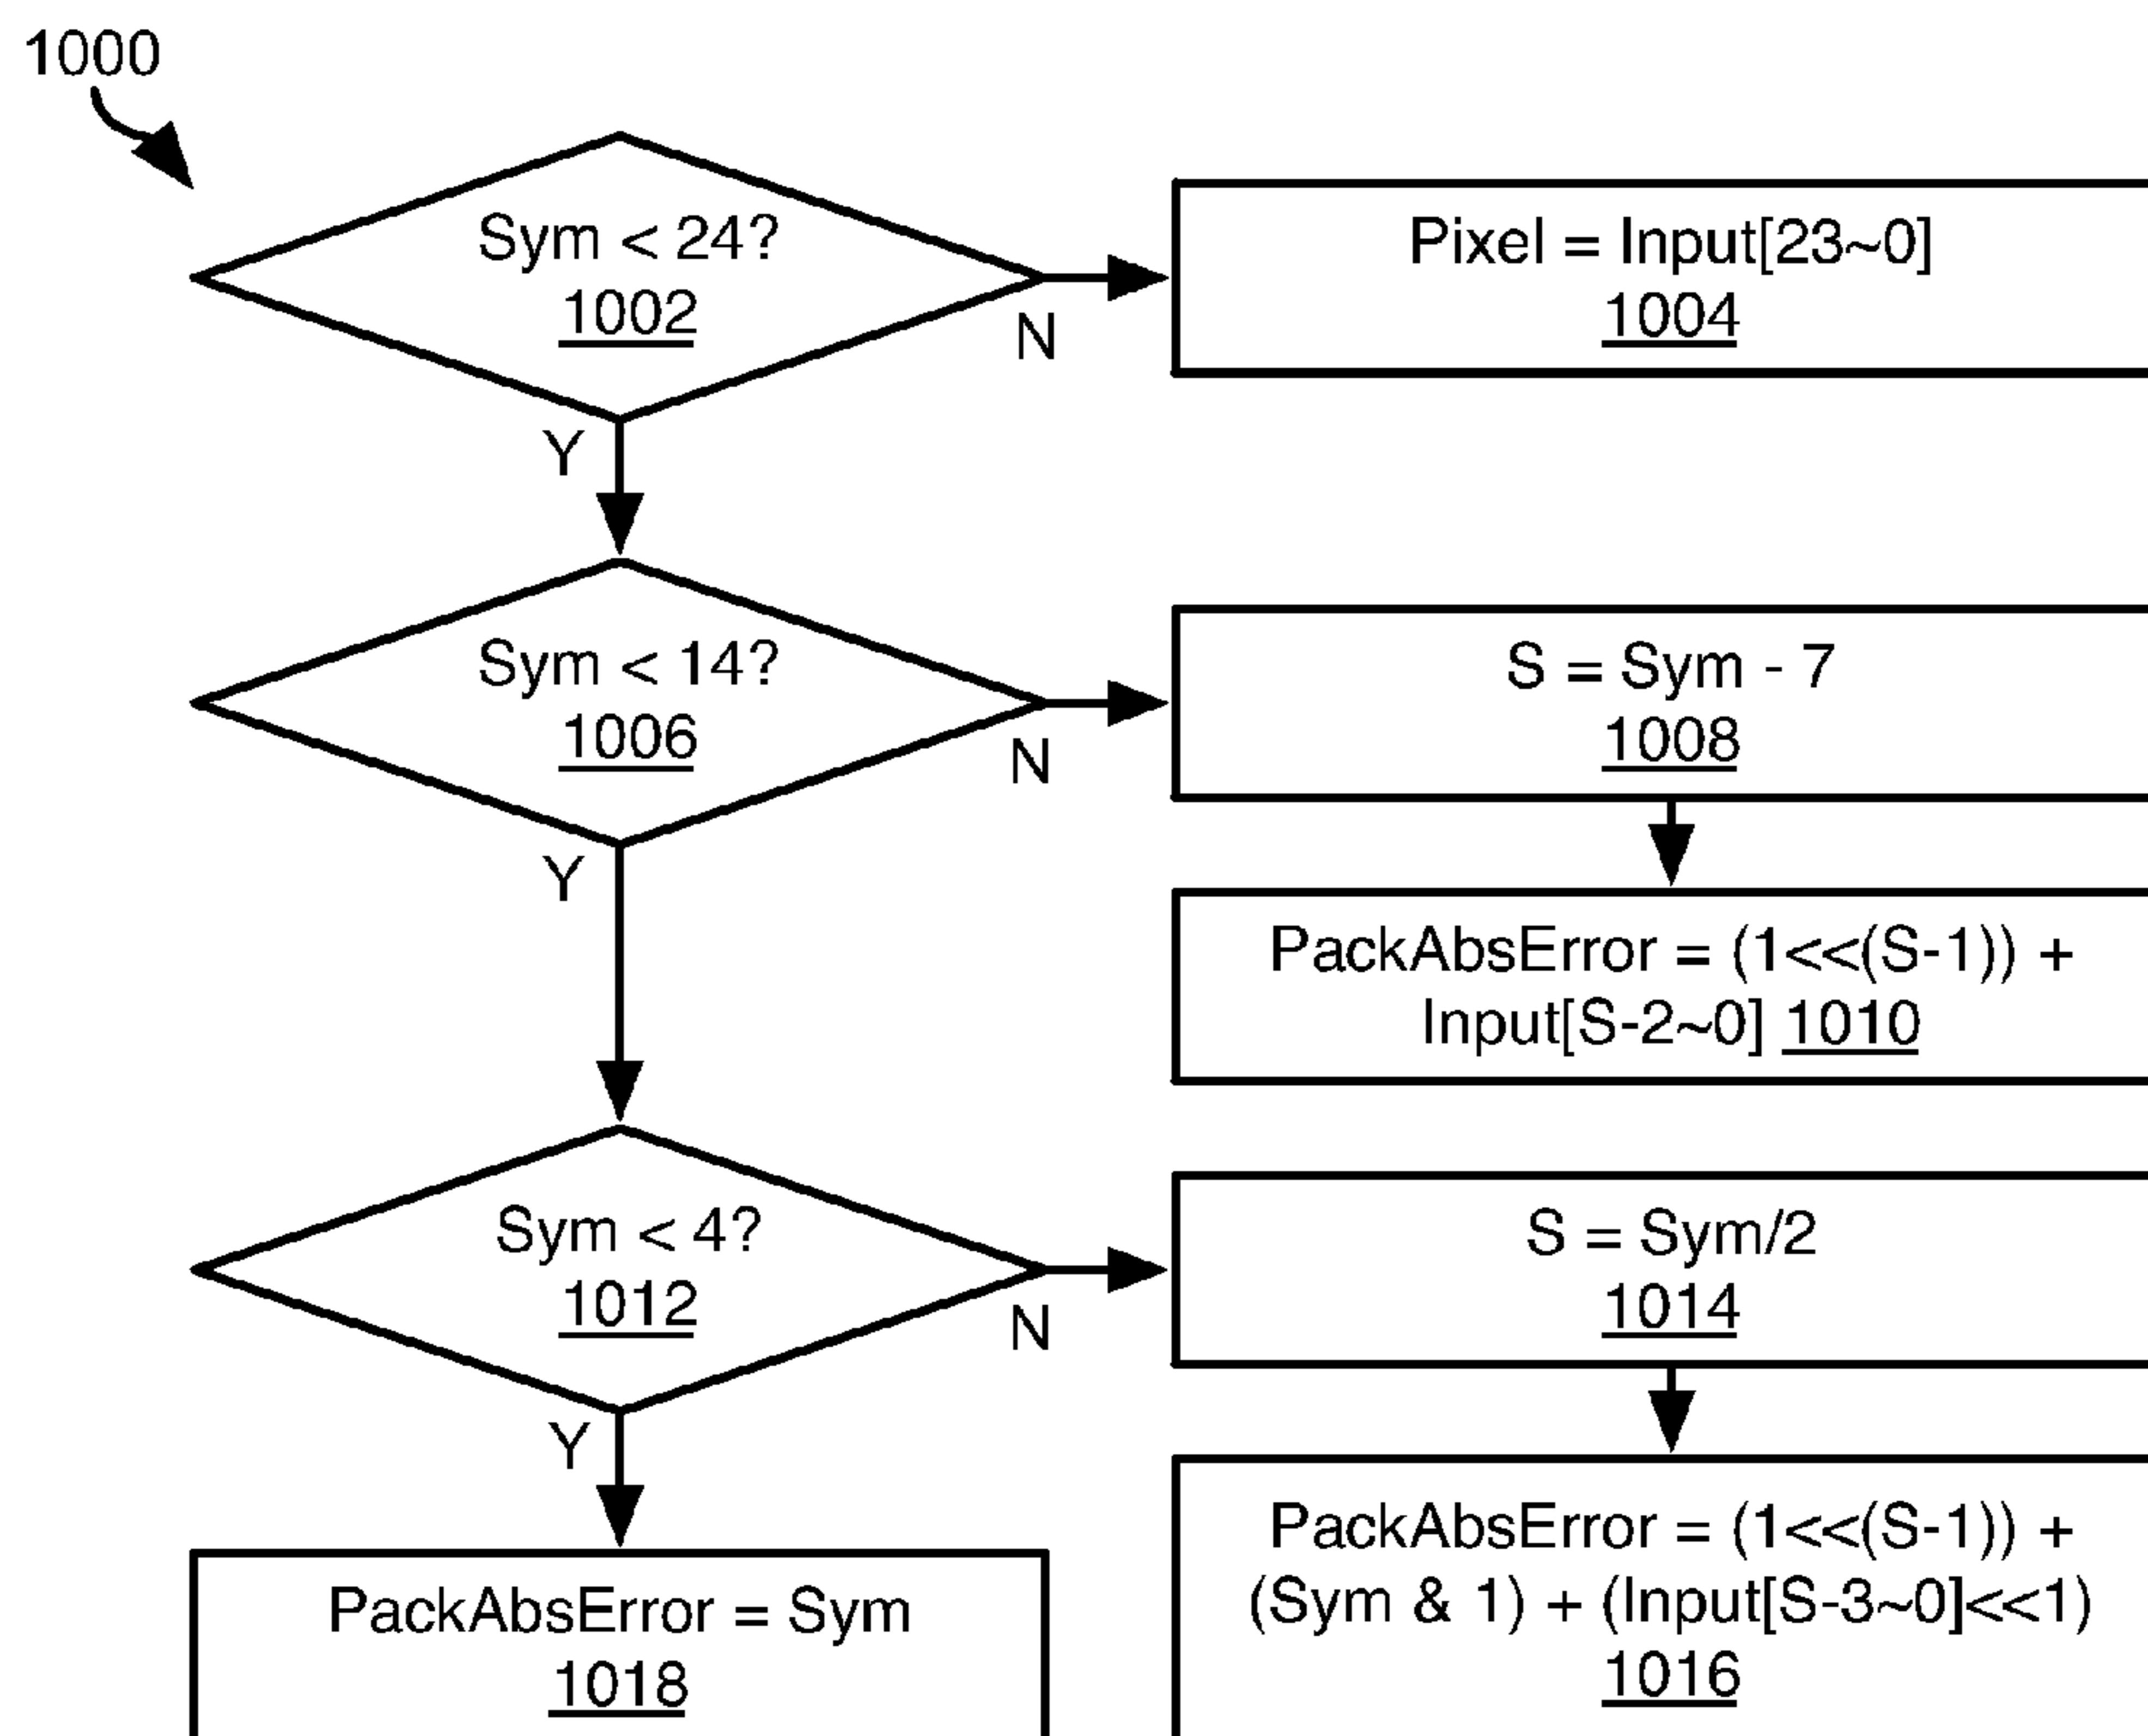 1000
Sym < 24?
1002
N
Y
Pixel = Input[23~0]
1004
Sym < 14?
1006
N
Y
S = Sym - 7
1008
PackAbsError = (1<<(S-1)) +
Input[S-2~0] 1010
Sym < 4?
1012
N
Y
S = Sym/2
1014
PackAbsError = (1<<(S-1)) +
(Sym & 1) + (Input[S-3~0]<<1)
1016
PackAbsError = Sym
1018